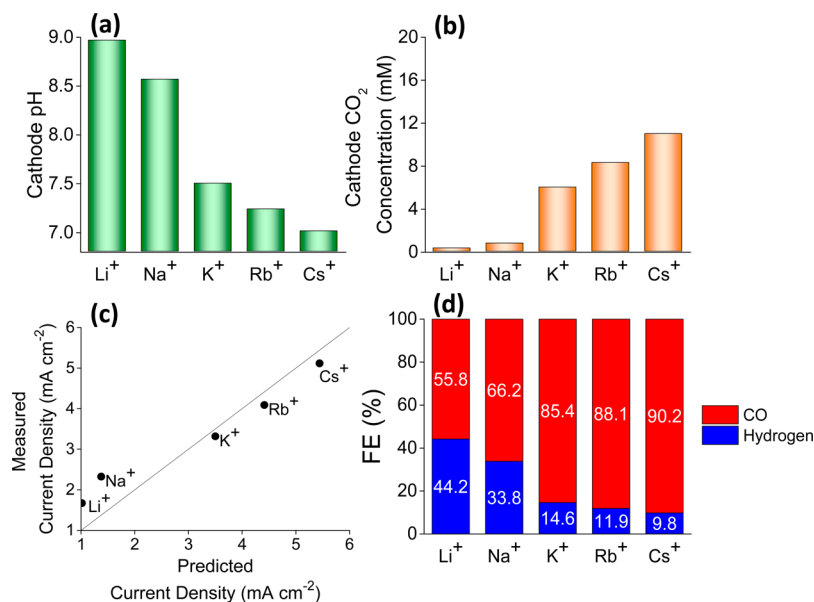 (a)
9.0
8.5
8.0
7.5
7.0
Cathode pH
Li+ Na+ K+ Rb+ Cs+
(b)
20
16
12
8
4
0
Cathode CO2
Concentration (mM)
Li+ Na+ K+ Rb+ Cs+
(c)
6
5
4
3
2
1
Measured
Current Density (mA cm-2)
Cs+
Rb+
K+
Na+
Li+
1 2 3 4 5 6
Predicted
Current Density (mA cm-2)
(d)
100
80
60
40
20
0
FE (%)
55.8 66.2 85.4 88.1 90.2
44.2 33.8 14.6 11.9 9.8
Li+ Na+ K+ Rb+ Cs+
CO
Hydrogen